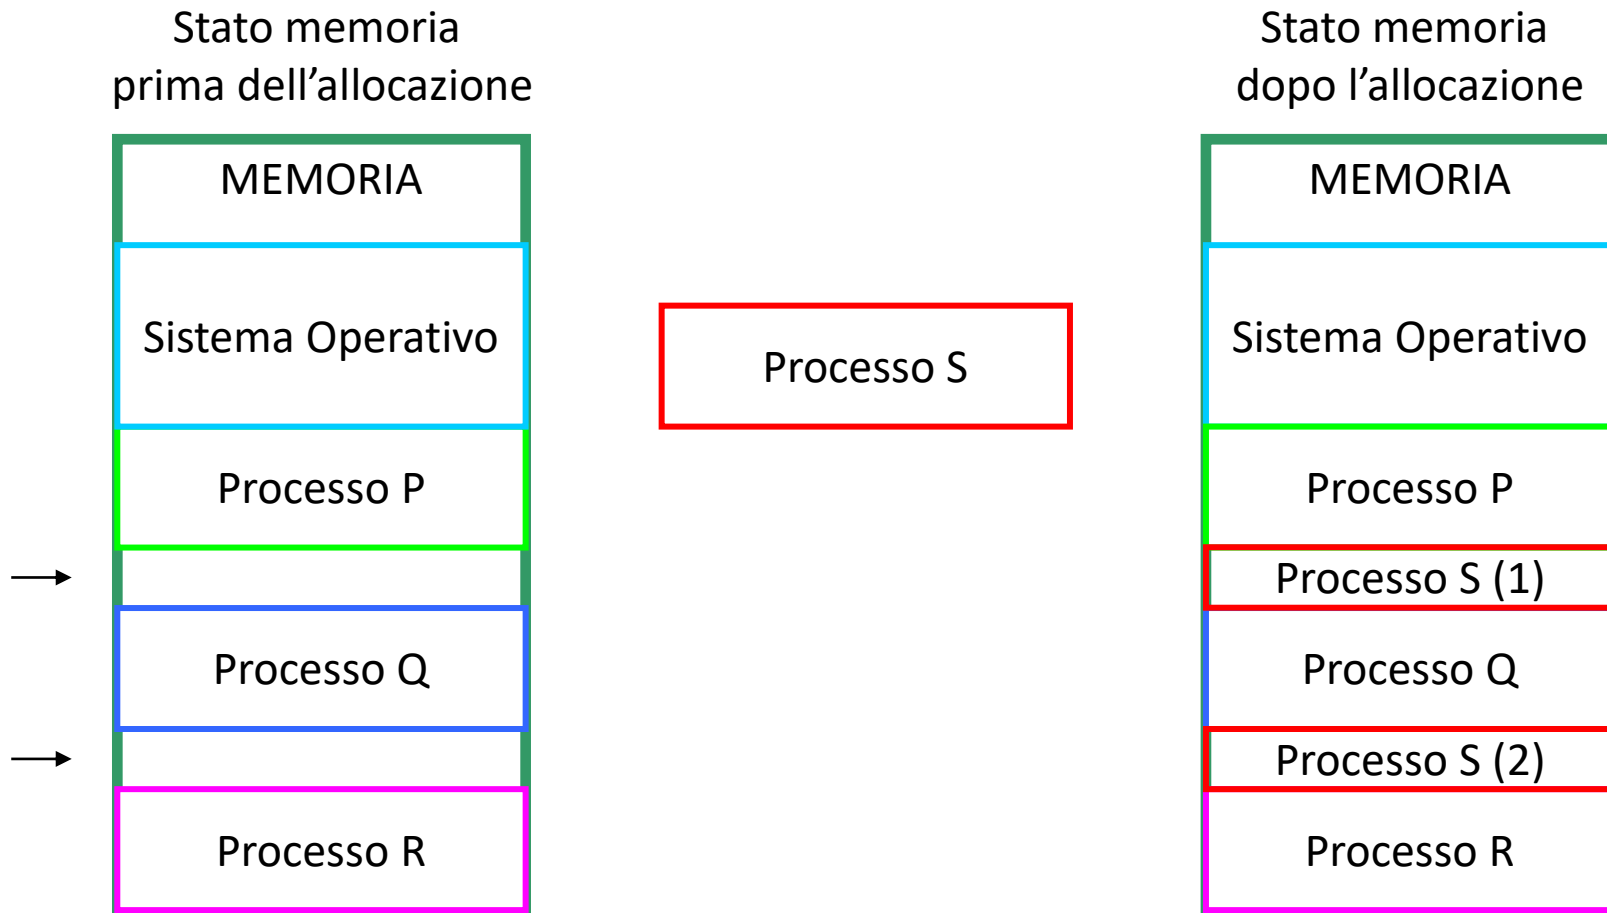 Stato memoria
prima dell’allocazione
MEMORIA
Sistema Operativo
Processo P
Processo Q
Processo R
Processo S
Stato memoria
dopo l’allocazione
MEMORIA
Sistema Operativo
Processo P
Processo S (1)
Processo Q
Processo S (2)
Processo R